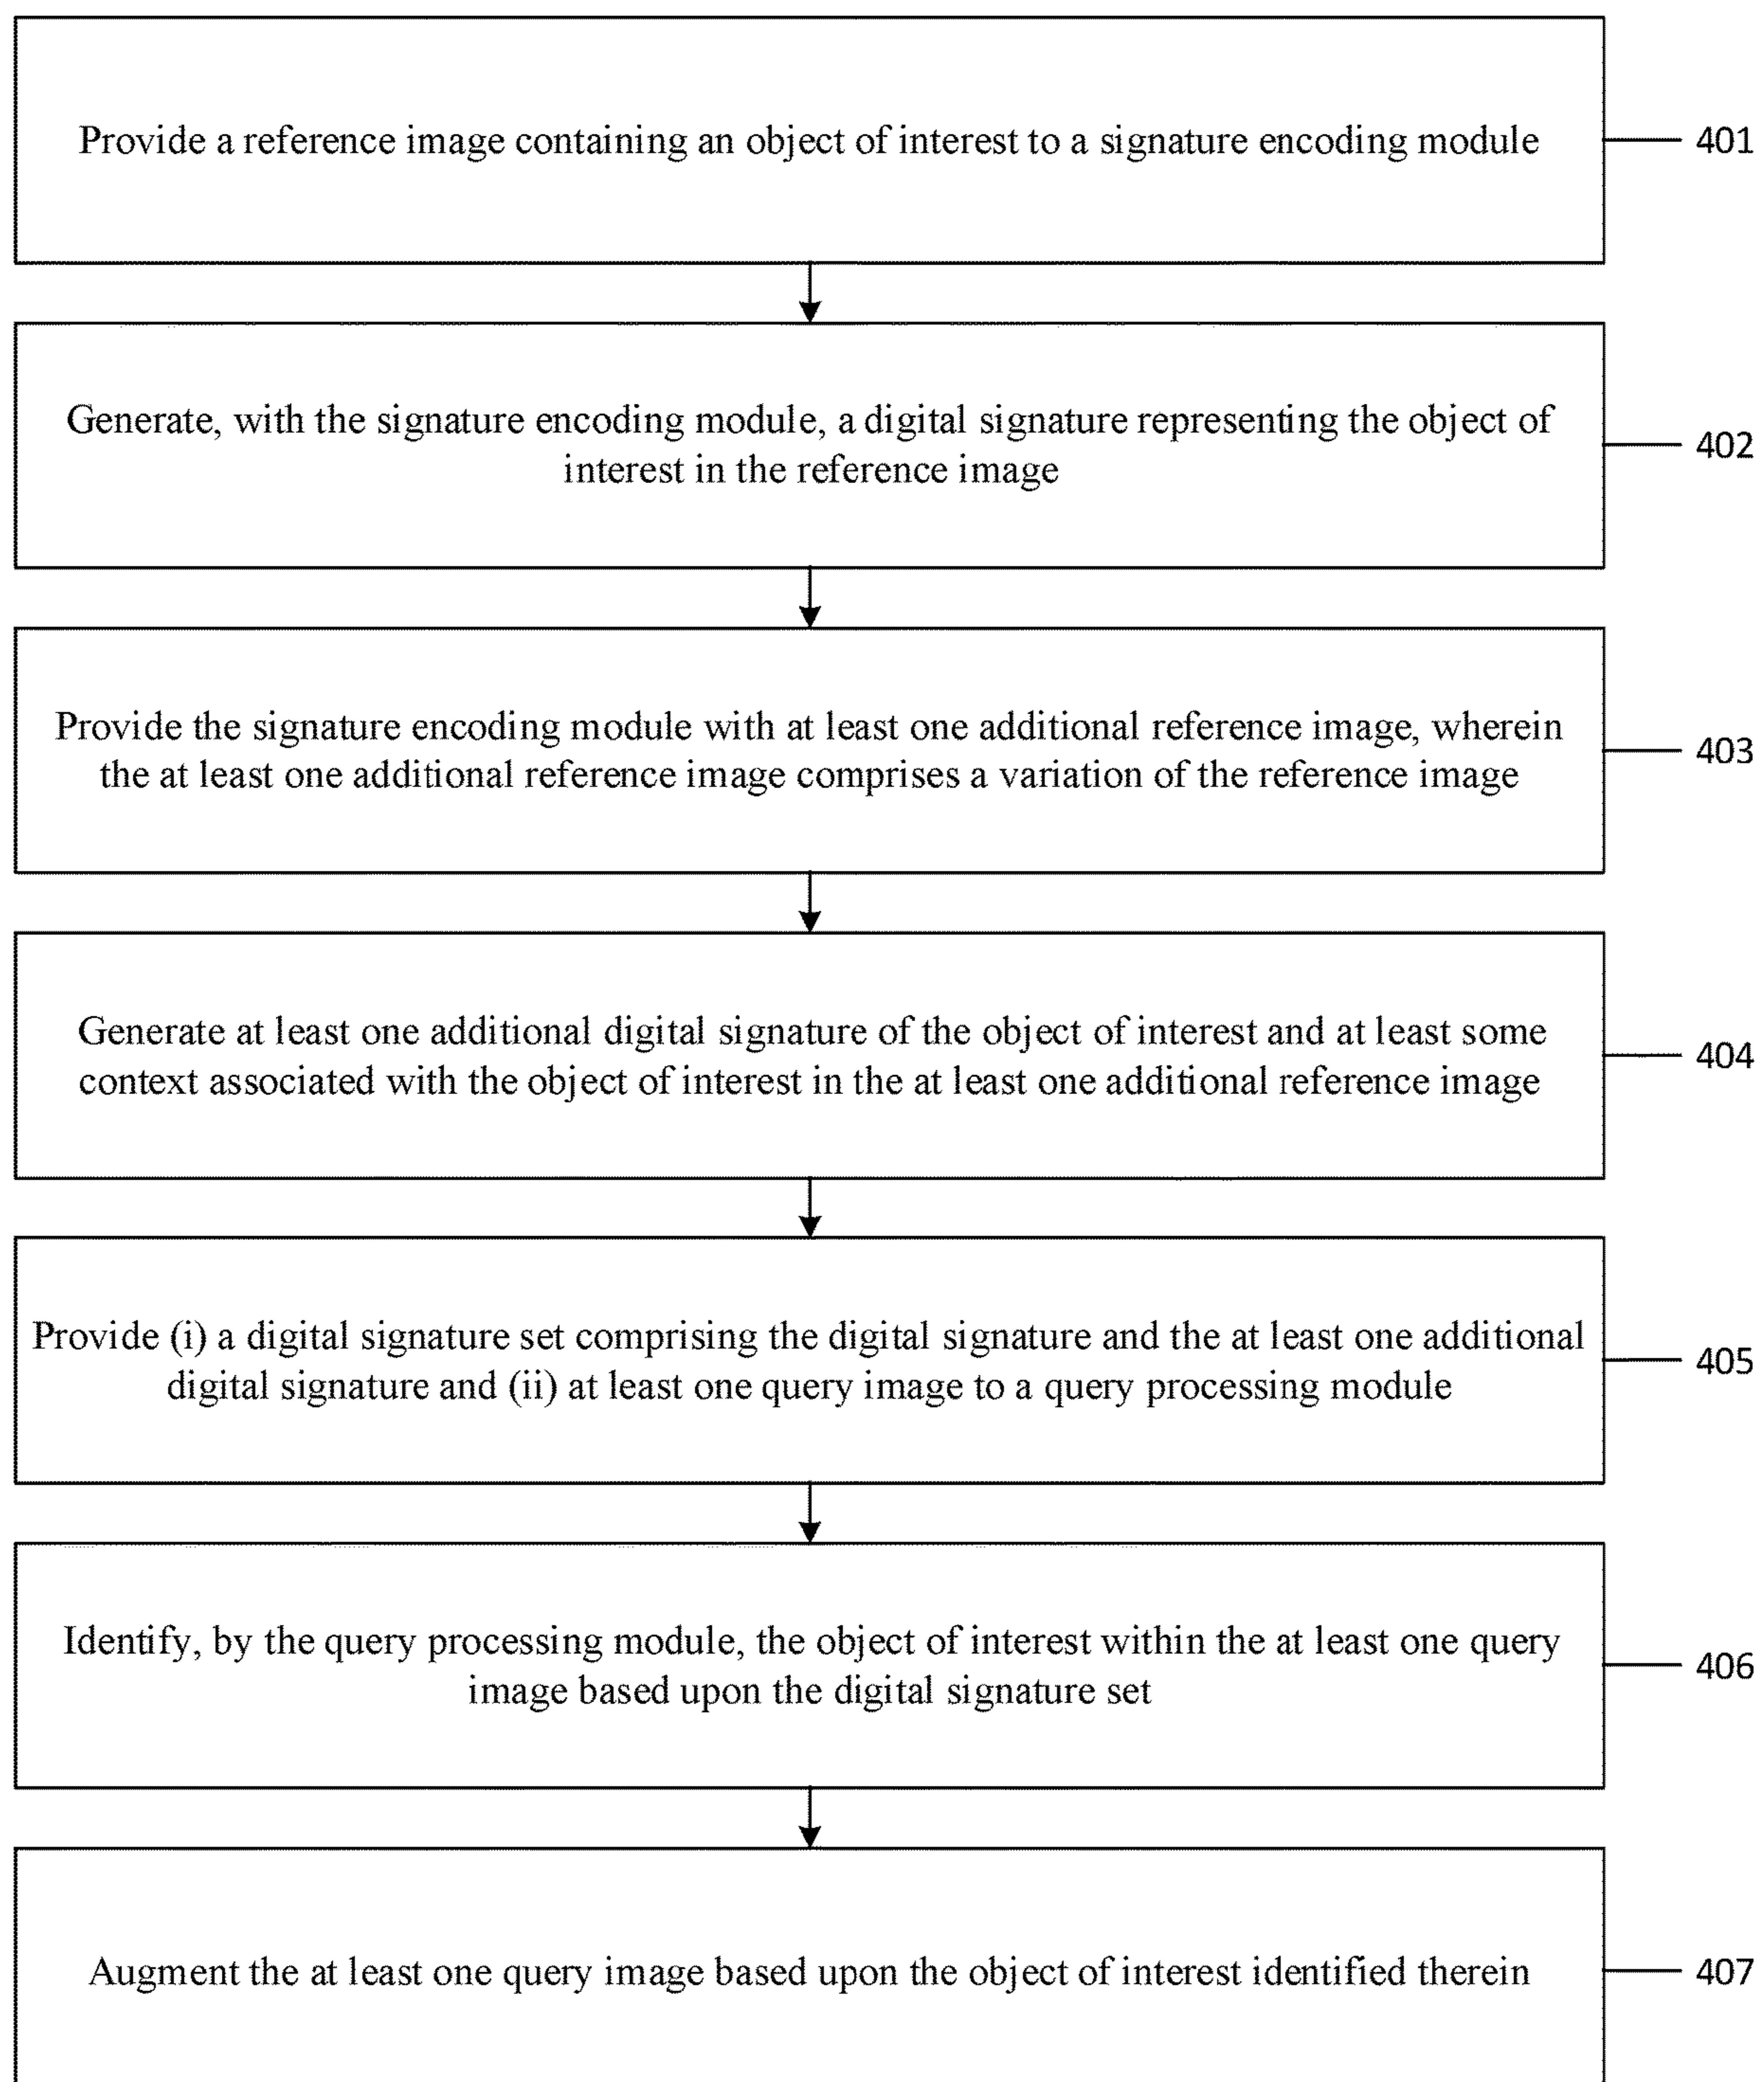 Provide a reference image containing an object of interest to a signature encoding module
401
Generate, with the signature encoding module, a digital signature representing the object of
interest in the reference image
402
Provide the signature encoding module with at least one additional reference image, wherein
the at least one additional reference image comprises a variation of the reference image
403
Generate at least one additional digital signature of the object of interest and at least some
context associated with the object of interest in the at least one additional reference image
404
Provide (i) a digital signature set comprising the digital signature and the at least one additional
digital signature and (ii) at least one query image to a query processing module
405
Identify, by the query processing module, the object of interest within the at least one query
image based upon the digital signature set
406
Augment the at least one query image based upon the object of interest identified therein
407